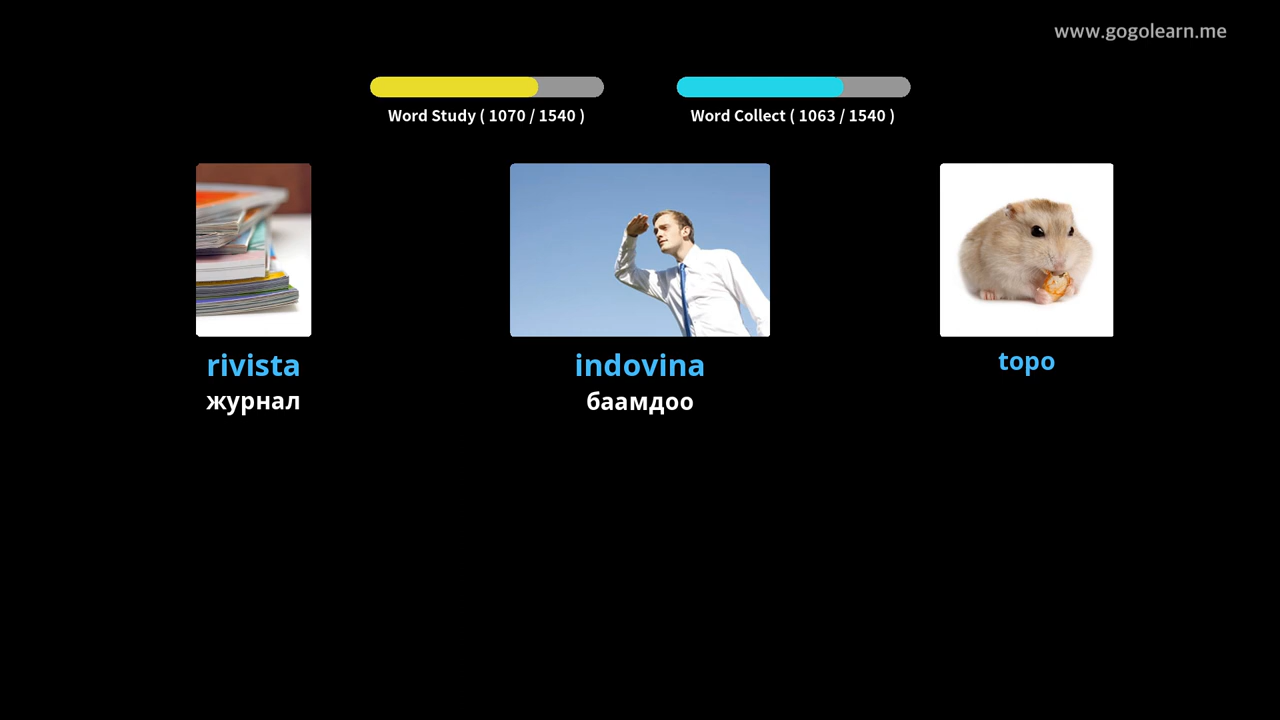 www.gogolearn.me
Word Study ( 1070 / 1540 )
Word Collect ( 1063 / 1540 )
rivista
журнал
indovina
баамдоо
topo